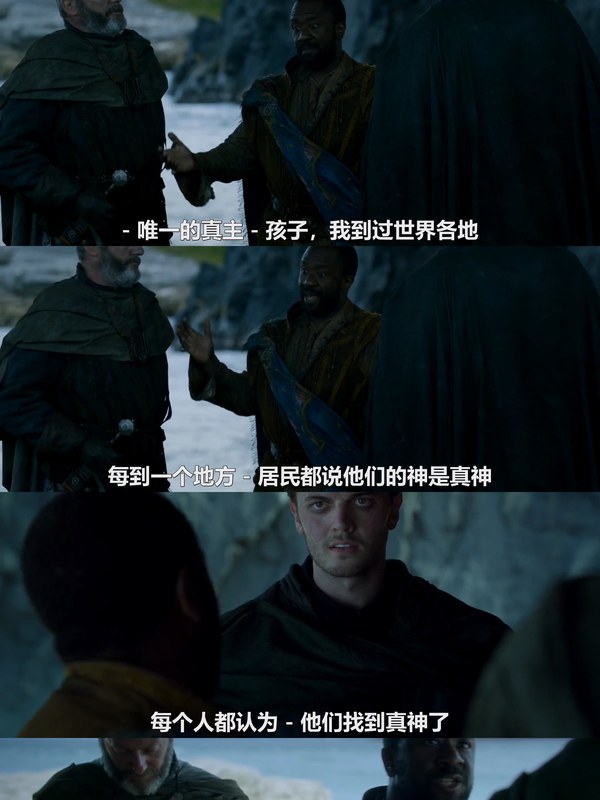 - 唯一的真主 - 孩子，我到过世界各地
每到一个地方 - 居民都说他们的神是真神
每个人都认为 - 他们找到真神了